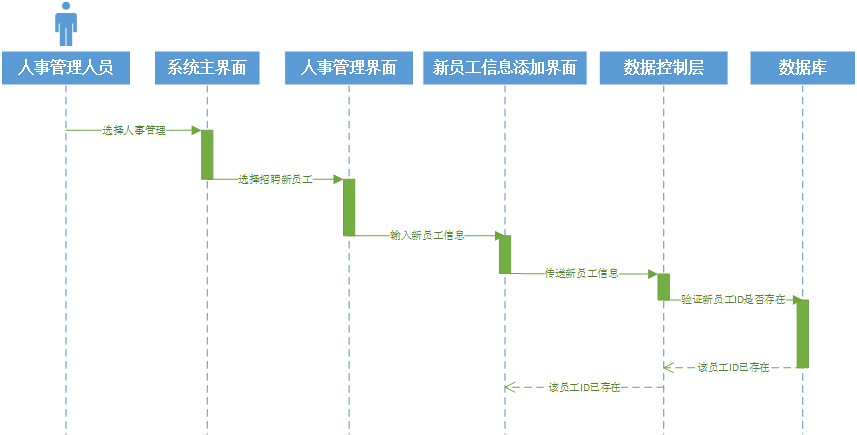 人事管理人员
系统主界面
人事管理界面
新员工信息添加界面
数据控制层
数据库
选择人事管理
选择招聘新员工
输入新员工信息
传送新员工信息
验证新员工ID是否存在
该员工ID已存在
该员工ID已存在